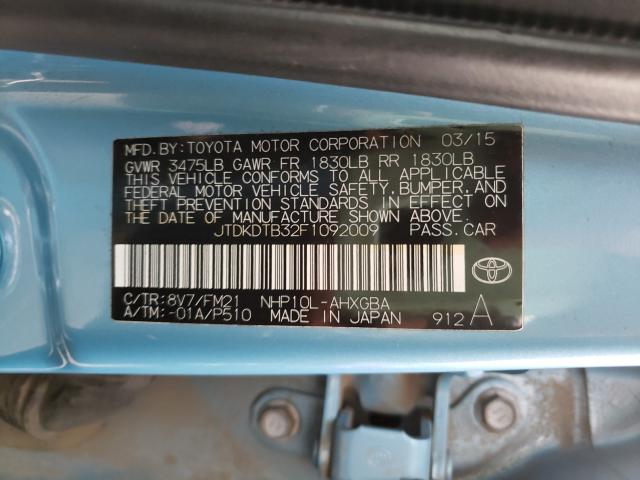 MFD.BY:TOYOTA MOTOR CORPORATION 03/15
GVWR 3475LB GAWR FR 1830LB RR 1830LB
THIS VEHICLE CONFORMS TO ALL APPLICABLE
FEDERAL MOTOR VEHICLE SAFETY,BUMPER,AND
THEFT PREVENTION STANDARDS IN EFFECT ON
THE DATE OF MANUFACTURE SHOWN ABOVE.
JTDKDTB32F1092009 PASS.CAR
C/TR:8V7/FM21 NHP10L-AHXGBA
A/TM:-01A/P510 MADE IN JAPAN 912 A